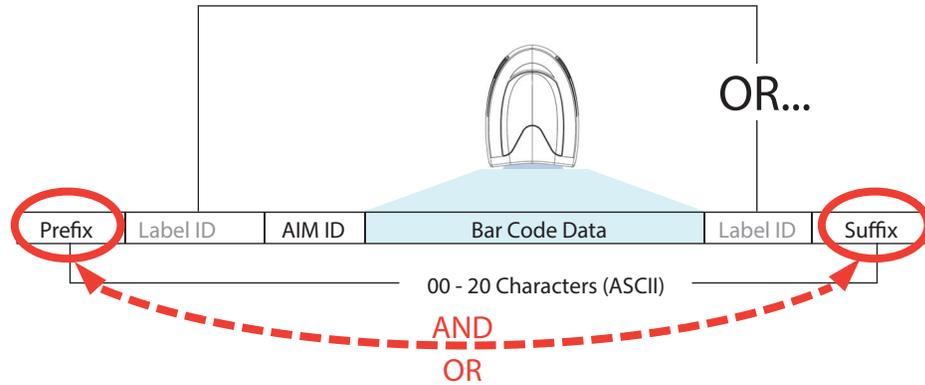 OR...
Prefix Label ID AIM ID Bar Code Data Label ID Suffix
00 - 20 Characters (ASCII)
AND
OR